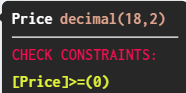 Price decimal(18,2)
CHECK CONSTRAINTS:
[Price]>=(0)